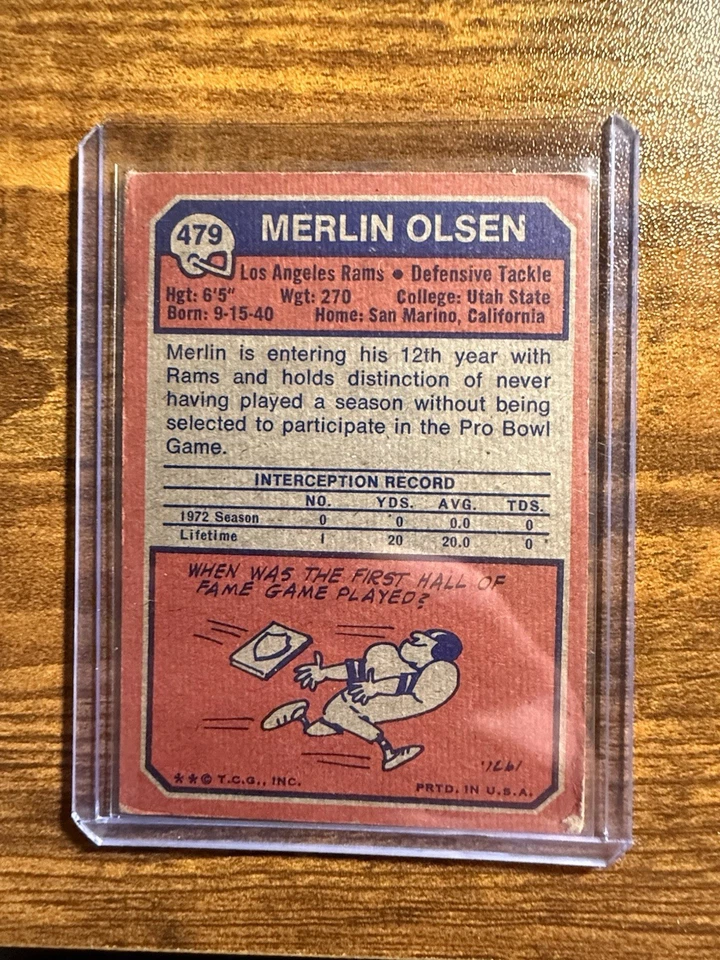 479
MERLIN OLSEN
Los Angeles Rams ● Defensive Tackle
Hgt: 6'5" Wgt: 270 College: Utah State
Born: 9-15-40 Home: San Marino, California
Merlin is entering his 12th year with
Rams and holds distinction of never
having played a season without being
selected to participate in the Pro Bowl
Game.
INTERCEPTION RECORD
NO. YDS. AVG. TDS.
1972 Season 0 0 0.0 0
Lifetime 1 20 20.0 0
WHEN WAS THE FIRST HALL OF
FAME GAME PLAYED?
1971.
**© T.C.G., INC.
PRTD. IN U.S.A.